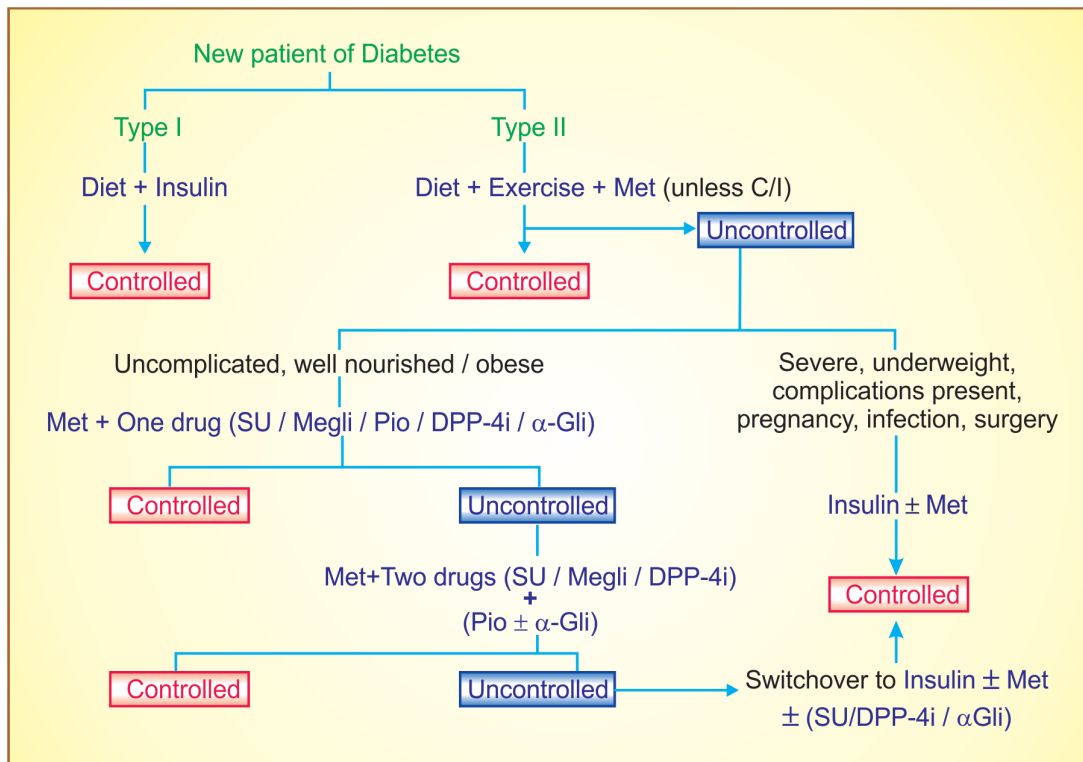 New patient of Diabetes
Type I
Type II
Diet + Insulin
Diet + Exercise + Met (unless C/I)
Uncontrolled
Controlled
Controlled
Uncomplicated, well nourished / obese
Severe, underweight,
complications present,
pregnancy, infection, surgery
Met + One drug (SU / Megli / Pio / DPP-4i / α-Gli)
Controlled
Uncontrolled
Insulin ± Met
Met+Two drugs (SU / Megli / DPP-4i)
+
(Pio ± α-Gli)
Controlled
Controlled
Uncontrolled
Switchover to Insulin ± Met
± (SU/DPP-4i / αGli)